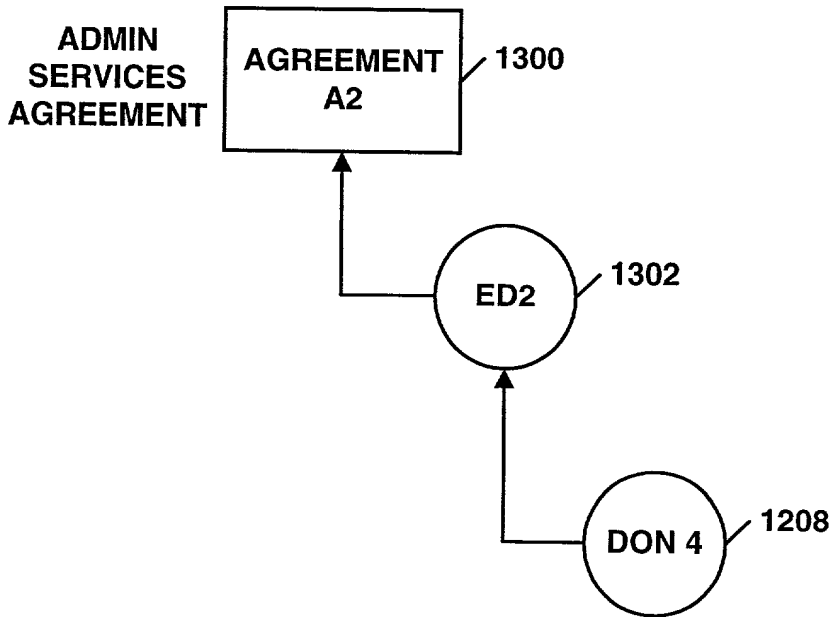 ADMIN
SERVICES
AGREEMENT
AGREEMENT
A2
1300
ED2
1302
DON 4
1208